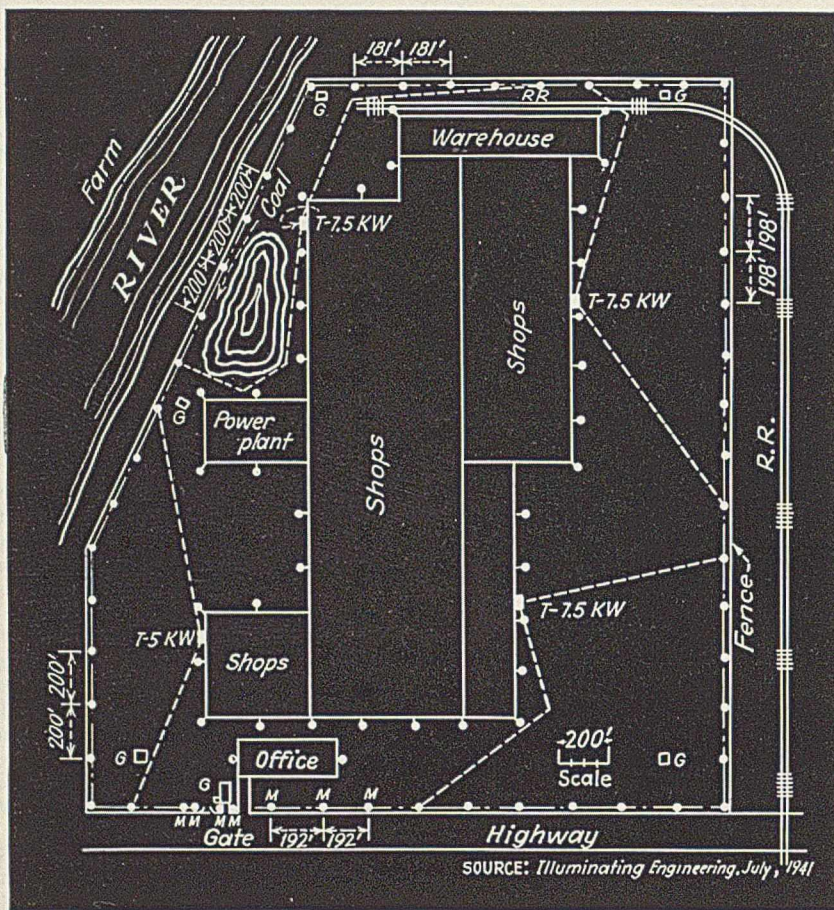 181' 181'
G
RR
G
Warehouse
Farm
RIVER
200' 200' 200'
Coal
T-7.5 KW
198' 198'
T-7.5 KW
Shops
G
Power
plant
Shops
R.R.
T-5 KW
T-7.5 KW
Fence
Shops
200' 200'
G
Office
200'
Scale
G
G
M M M
M M M M
Gate
192' 192'
Highway
SOURCE: Illuminating Engineering, July, 1941